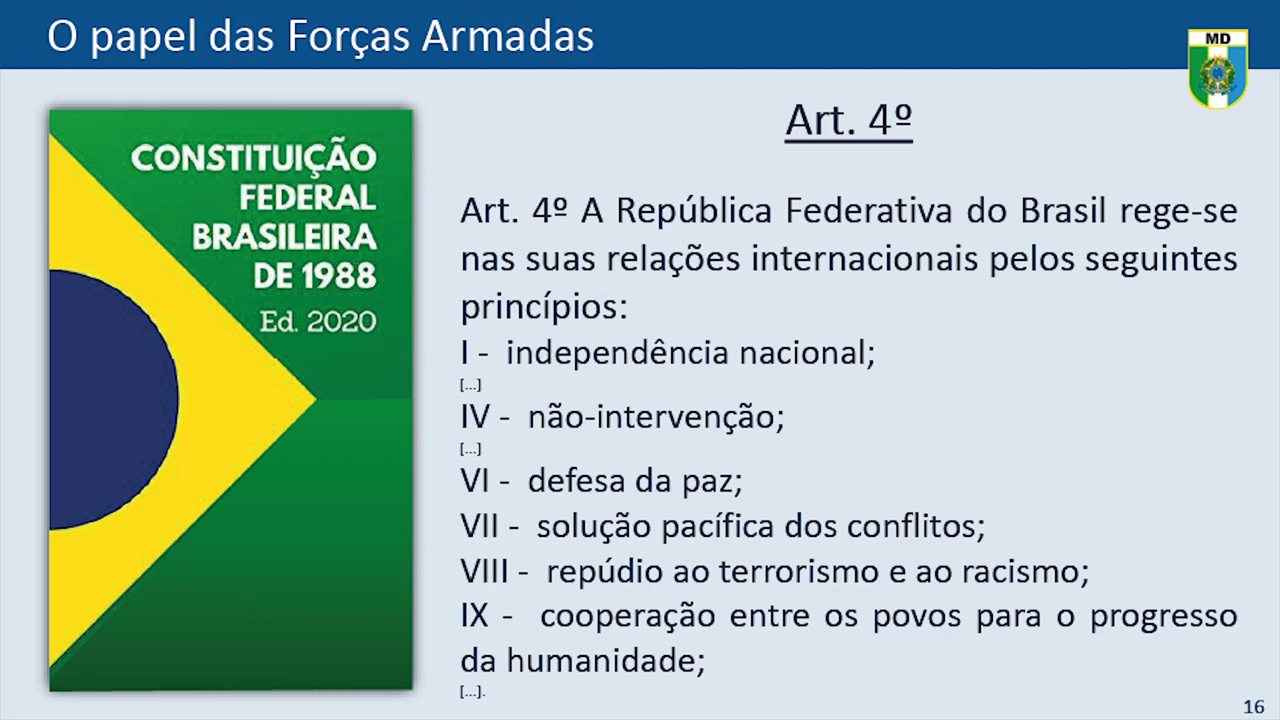 O papel das Forças Armadas
MD
CONSTITUIÇÃO
FEDERAL
BRASILEIRA
DE 1988
Ed. 2020
Art. 4º
Art. 4º A República Federativa do Brasil rege-se
nas suas relações internacionais pelos seguintes
princípios:
I - independência nacional;
[...]
IV - não-intervenção;
[...]
VI - defesa da paz;
VII - solução pacífica dos conflitos;
VIII - repúdio ao terrorismo e ao racismo;
IX - cooperação entre os povos para o progresso
da humanidade;
[...].
16